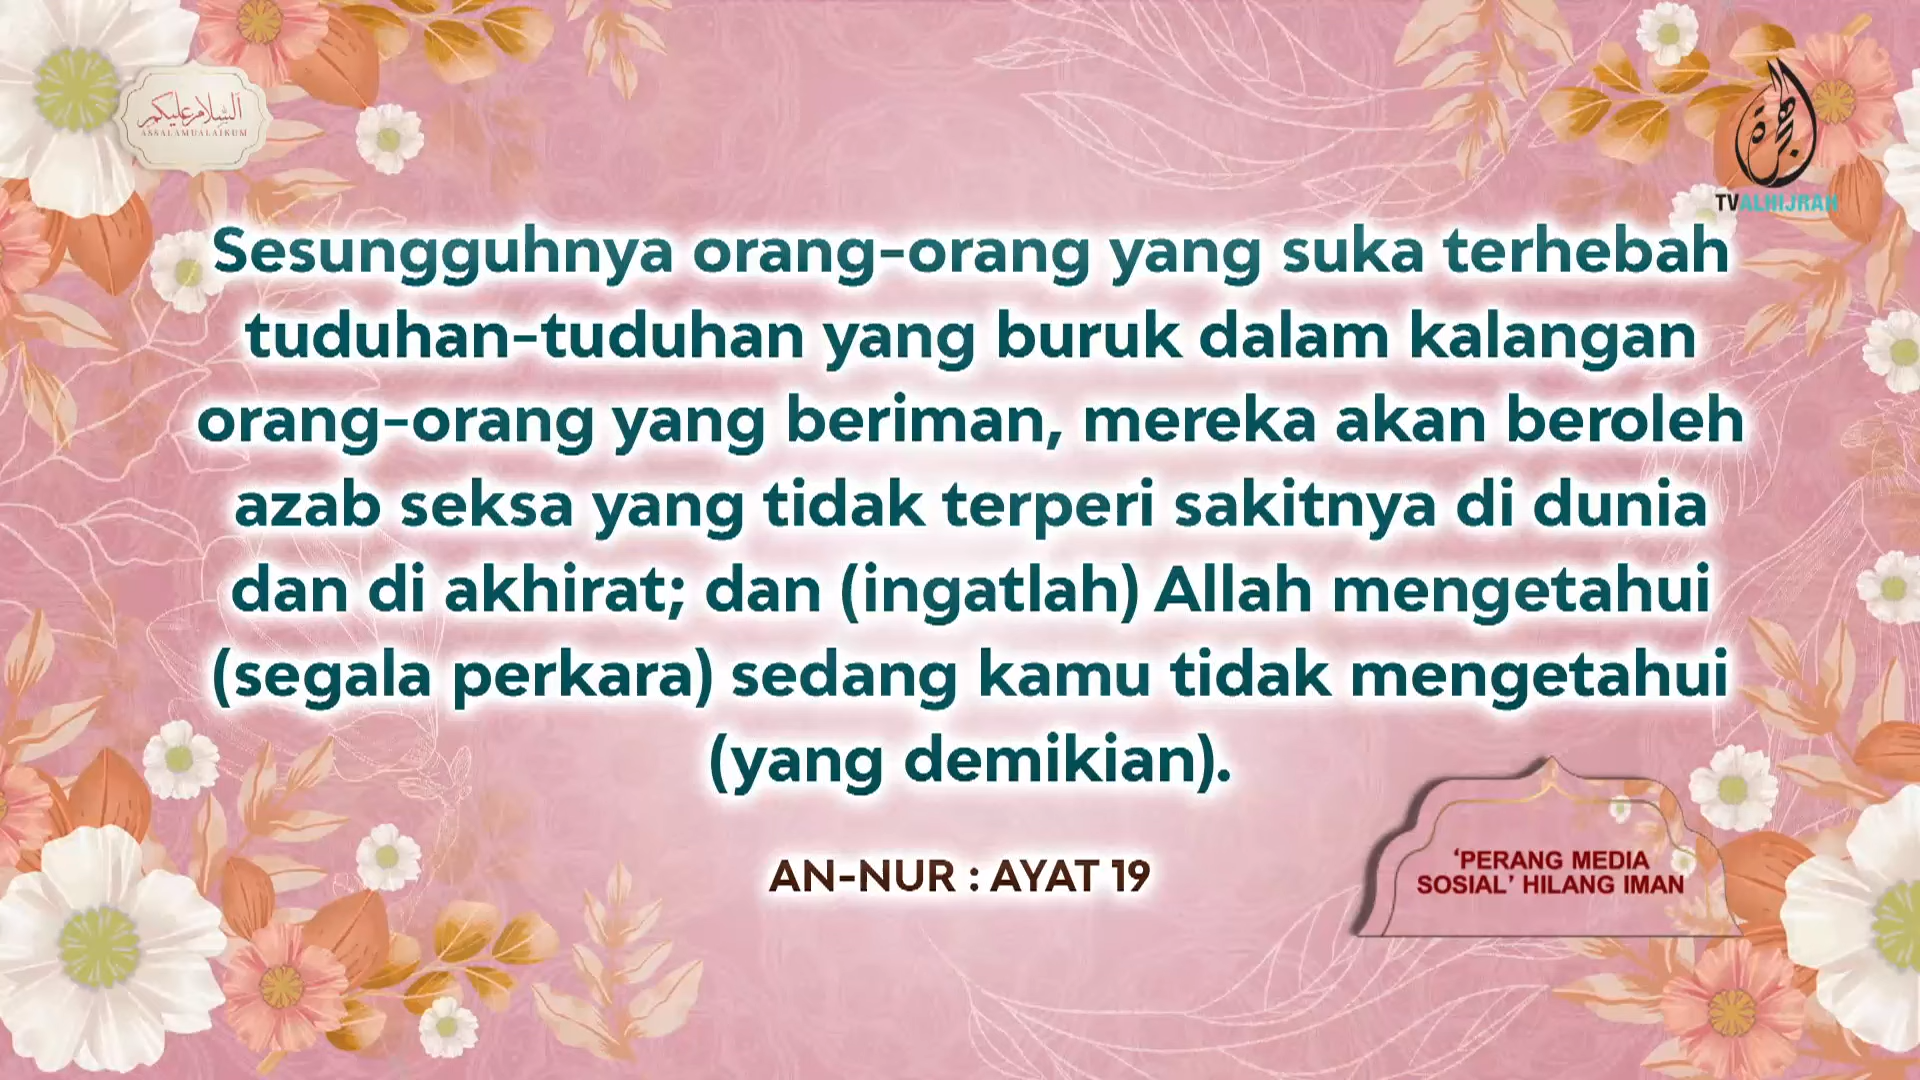 السلام عليكم
ASSALAMUALAIKUM
الهجرة
TVALHIJRAH
Sesungguhnya orang-orang yang suka terhebah
tuduhan-tuduhan yang buruk dalam kalangan
orang-orang yang beriman, mereka akan beroleh
azab seksa yang tidak terperi sakitnya di dunia
dan di akhirat; dan (ingatlah) Allah mengetahui
(segala perkara) sedang kamu tidak mengetahui
(yang demikian).
AN-NUR : AYAT 19
‘PERANG MEDIA
SOSIAL’ HILANG IMAN